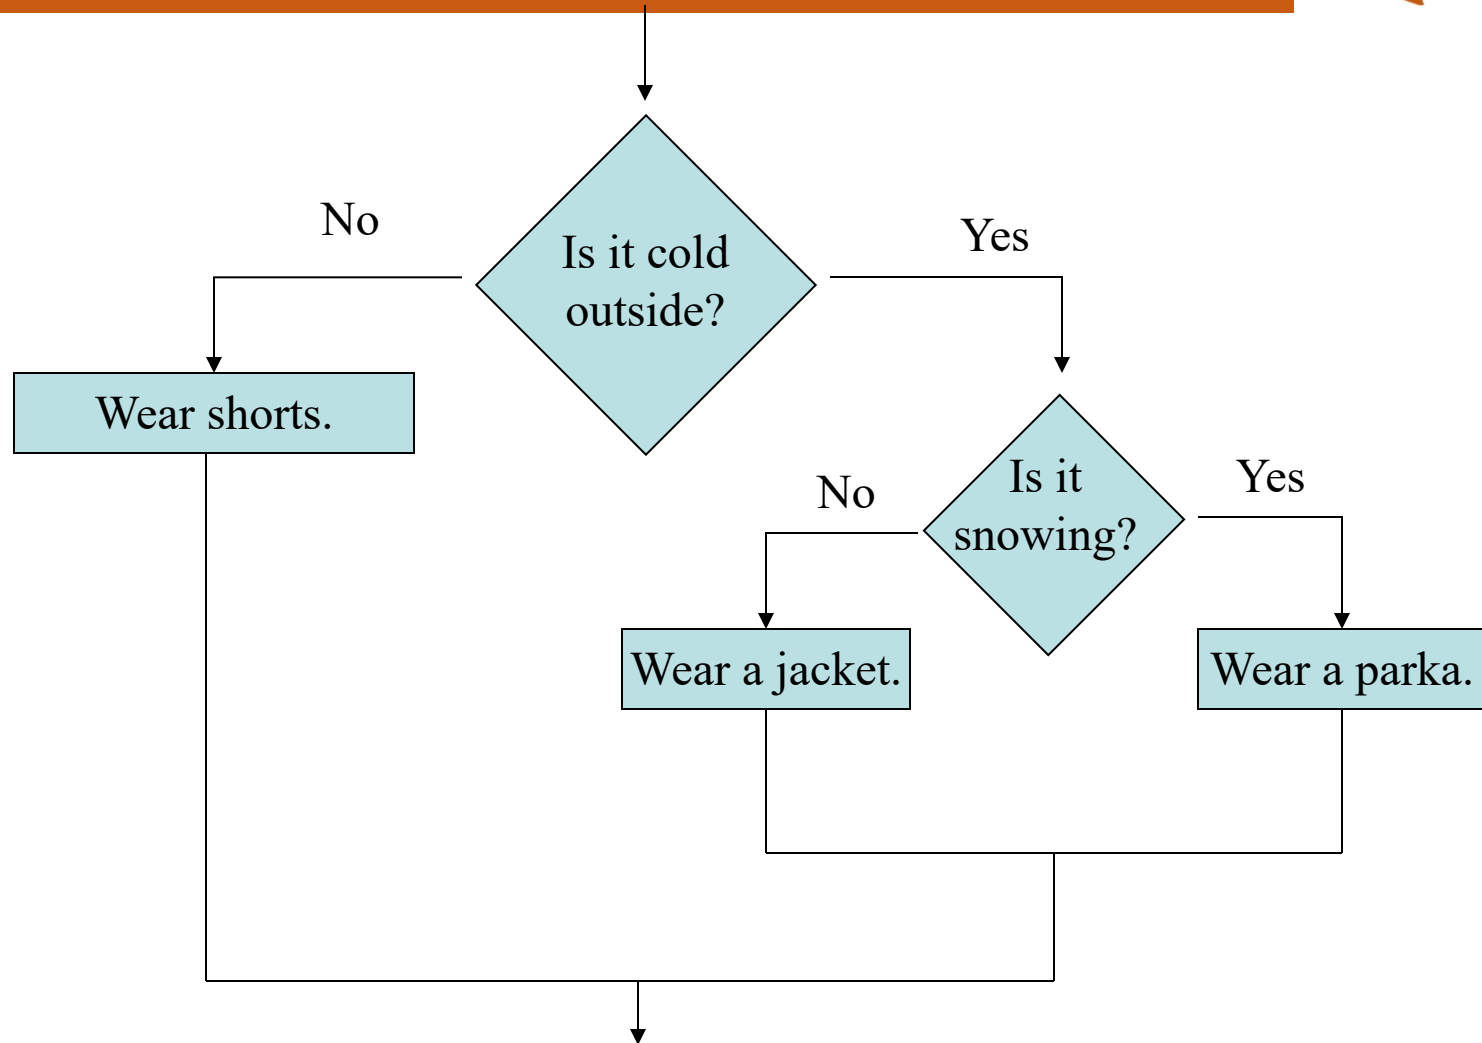 No
Yes
Is it cold
outside?
Wear shorts.
No
Is it
snowing?
Yes
Wear a jacket.
Wear a parka.